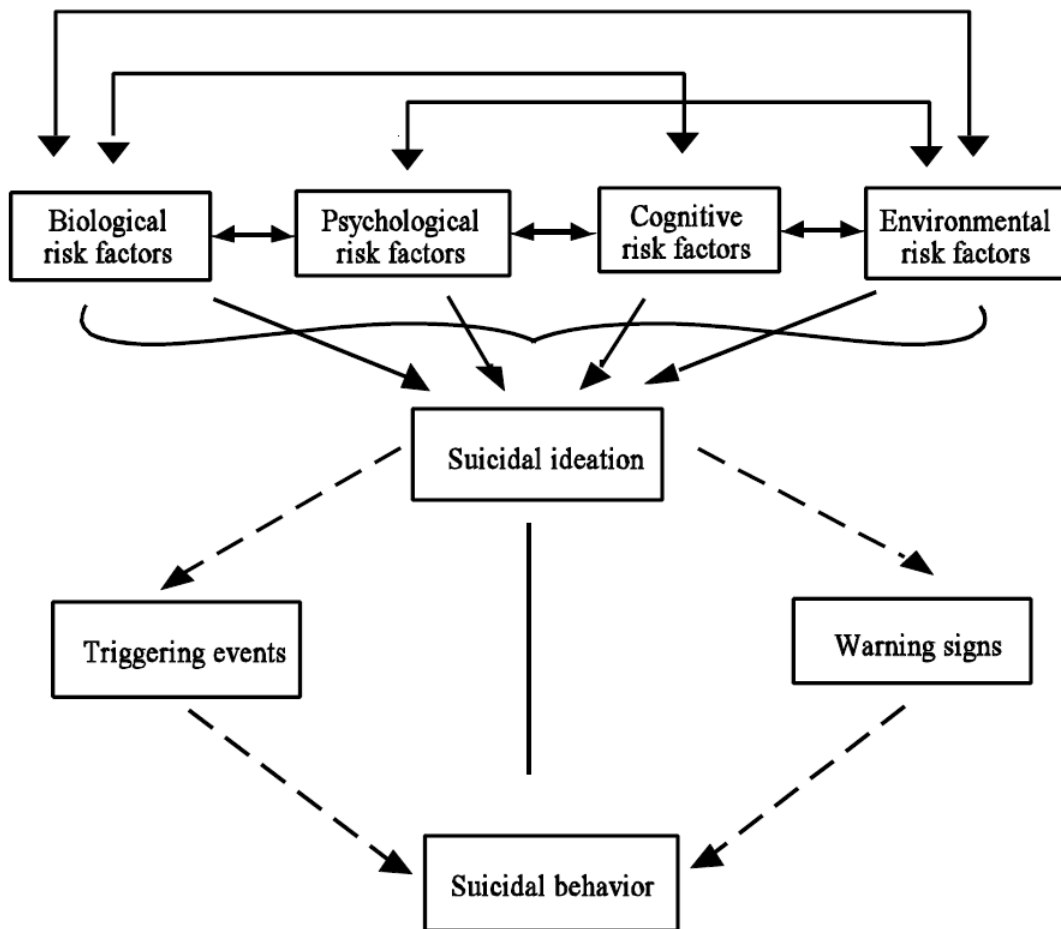 Biological
risk factors
Psychological
risk factors
Cognitive
risk factors
Environmental
risk factors
Suicidal ideation
Triggering events
Warning signs
Suicidal behavior